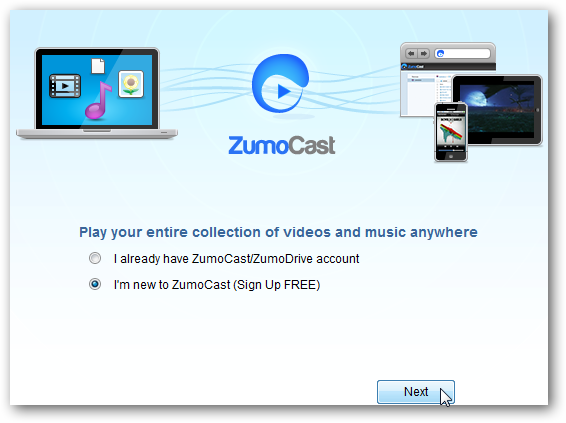 ZumoCast
Play your entire collection of videos and music anywhere
I already have ZumoCast/ZumoDrive account
I'm new to ZumoCast (Sign Up FREE)
Next